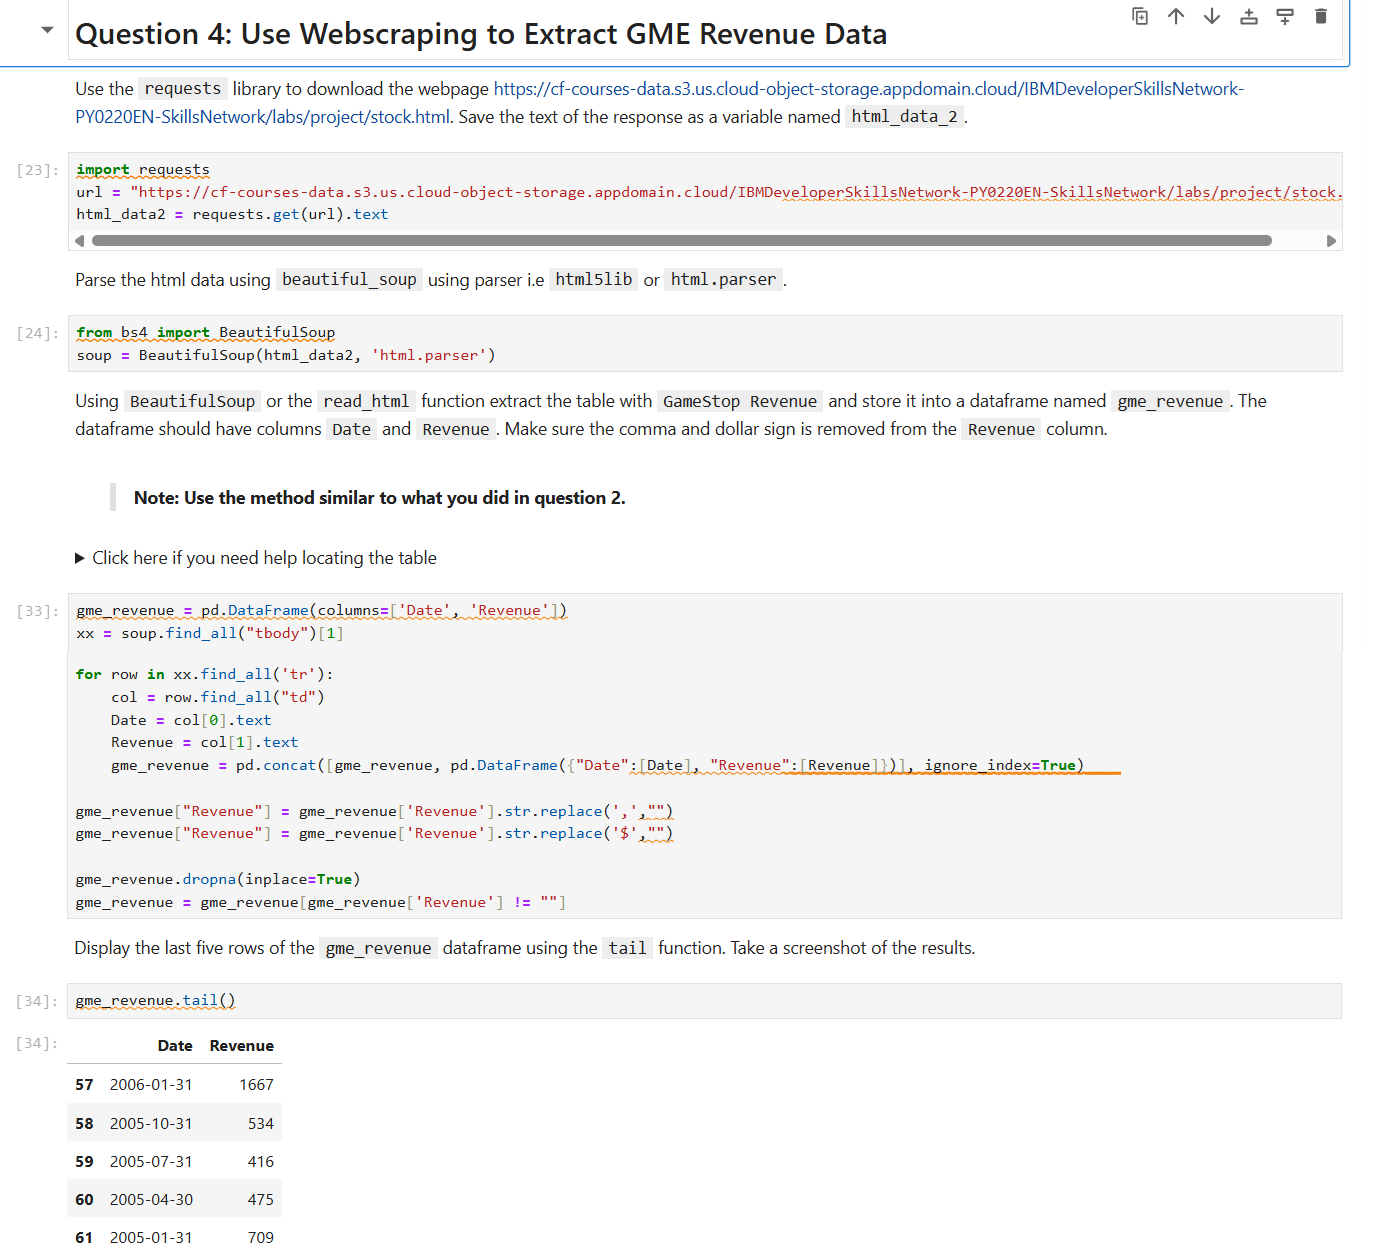 Question 4: Use Webscraping to Extract GME Revenue Data
Use the requests library to download the webpage https://cf-courses-data.s3.us.cloud-object-storage.appdomain.cloud/IBMDeveloperSkillsNetwork-
PY0220EN-SkillsNetwork/labs/project/stock.html. Save the text of the response as a variable named html_data_2 .
[23]:
import requests
url = "https://cf-courses-data.s3.us.cloud-object-storage.appdomain.cloud/IBMDeveloperSkillsNetwork-PY0220EN-SkillsNetwork/labs/project/stock.
html_data2 = requests.get(url).text
Parse the html data using beautiful_soup using parser i.e html5lib or html.parser .
[24]:
from bs4 import BeautifulSoup
soup = BeautifulSoup(html_data2, 'html.parser')
Using BeautifulSoup or the read_html function extract the table with GameStop Revenue and store it into a dataframe named gme_revenue . The
dataframe should have columns Date and Revenue . Make sure the comma and dollar sign is removed from the Revenue column.
Note: Use the method similar to what you did in question 2.
Click here if you need help locating the table
[33]:
gme_revenue = pd.DataFrame(columns=['Date', 'Revenue'])
xx = soup.find_all("tbody")[1]
for row in xx.find_all('tr'):
    col = row.find_all("td")
    Date = col[0].text
    Revenue = col[1].text
    gme_revenue = pd.concat([gme_revenue, pd.DataFrame({"Date":[Date], "Revenue":[Revenue]})], ignore_index=True)
gme_revenue["Revenue"] = gme_revenue['Revenue'].str.replace(',',"")
gme_revenue["Revenue"] = gme_revenue['Revenue'].str.replace('$',"")
gme_revenue.dropna(inplace=True)
gme_revenue = gme_revenue[gme_revenue['Revenue'] != ""]
Display the last five rows of the gme_revenue dataframe using the tail function. Take a screenshot of the results.
[34]:
gme_revenue.tail()
[34]:
Date Revenue
57 2006-01-31 1667
58 2005-10-31 534
59 2005-07-31 416
60 2005-04-30 475
61 2005-01-31 709